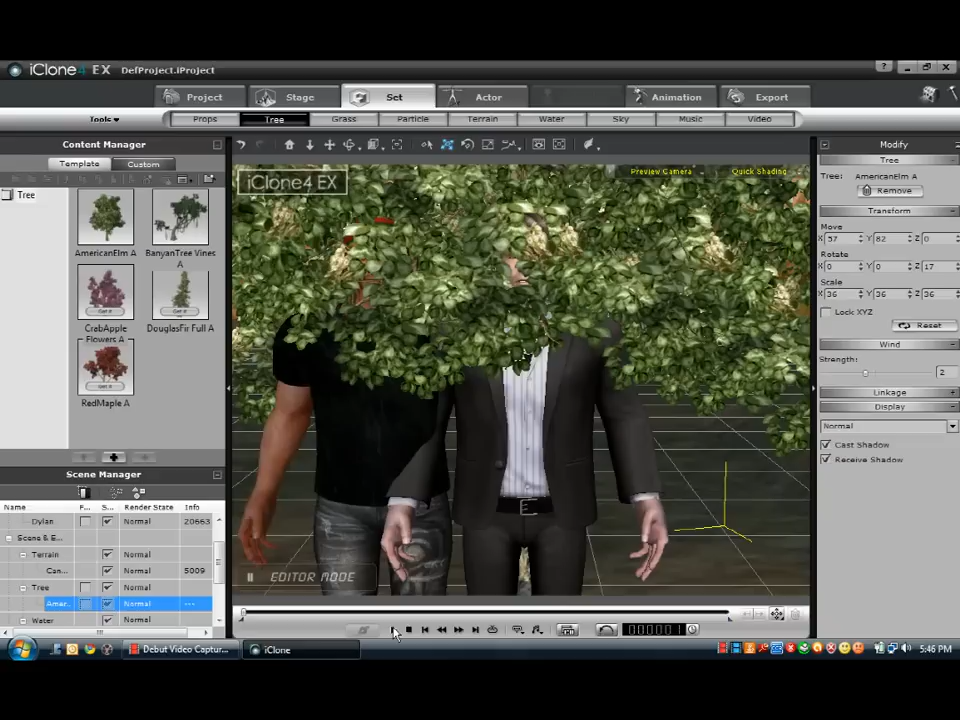 iClone4 EX DefProject.iProject
Project Stage Set Actor Animation Export
Tools Props Tree Grass Particle Terrain Water Sky Music Video
Content Manager
Template Custom
Tree
AmericanElm A BanyanTree Vines A
CrabApple Flowers A DouglasFir Full A
RedMaple A
Scene Manager
Name F... S... Render State Info
Dylan Normal 20663
Scene & E...
Terrain Normal
Can... Normal 5009
Tree Normal
Amer... Normal ---
Water Normal
iClone4 EX
Preview Camera Quick Shading
EDITOR MODE
Modify
Tree
Tree: AmericanElm A
Remove
Transform
Move
X 57 Y 82 Z 0
Rotate
X 0 Y 0 Z 17
Scale
X 36 Y 36 Z 36
Lock XYZ
Reset
Wind
Strength:
2
Linkage
Display
Normal
Cast Shadow
Receive Shadow
00000 1
Debut Video Captur... iClone
5:46 PM